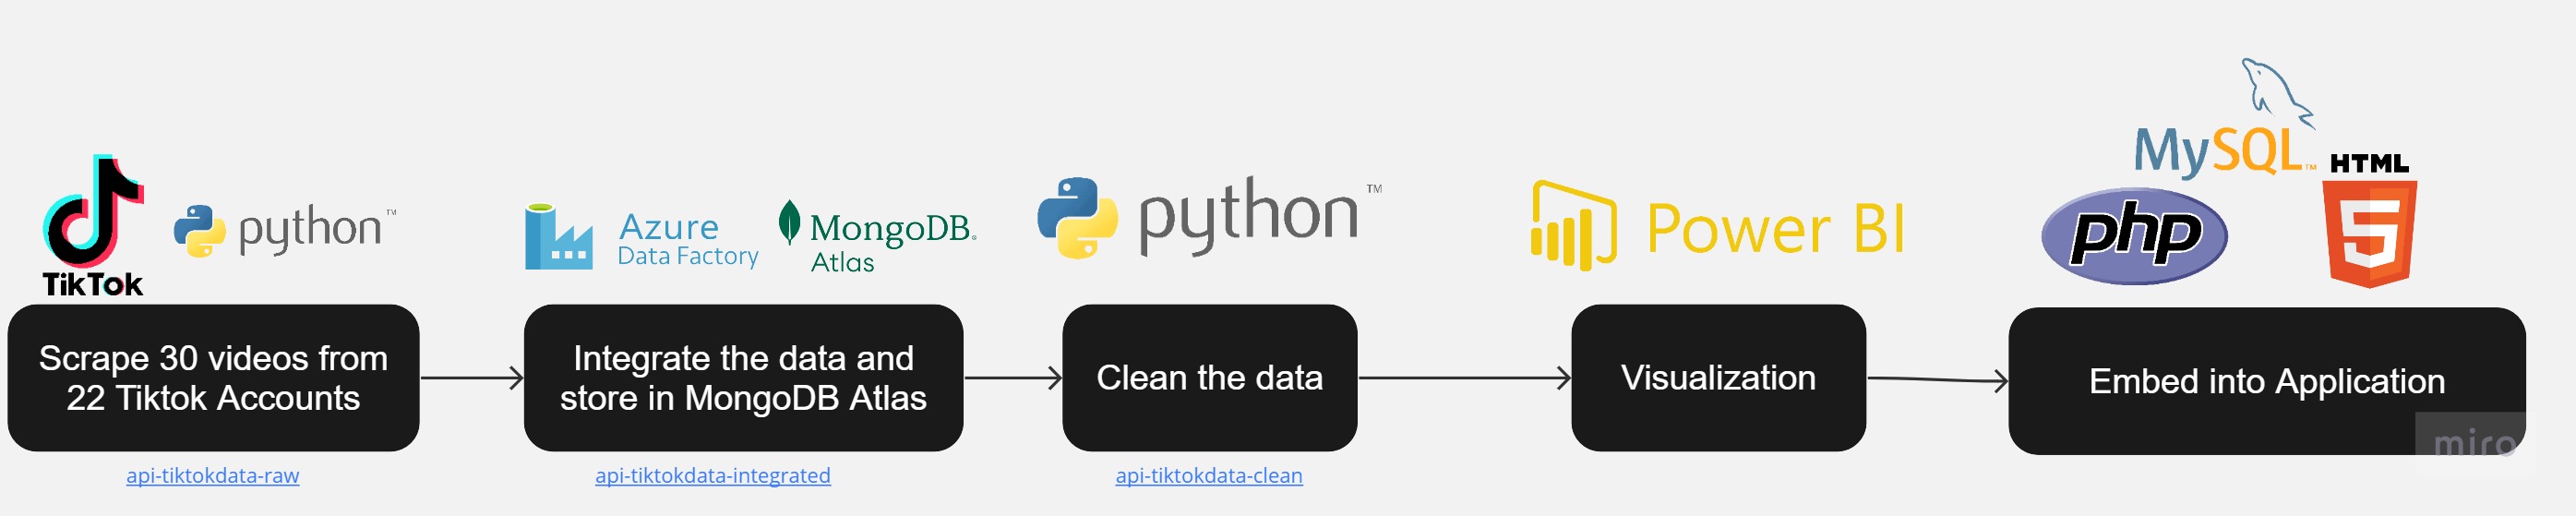 TikTok
python™
Azure
Data Factory
MongoDB.
Atlas
python™
Power BI
MySQL™
php
HTML
5
Scrape 30 videos from
22 Tiktok Accounts
Integrate the data and
store in MongoDB Atlas
Clean the data
Visualization
Embed into Application
miro
api-tiktokdata-raw
api-tiktokdata-integrated
api-tiktokdata-clean